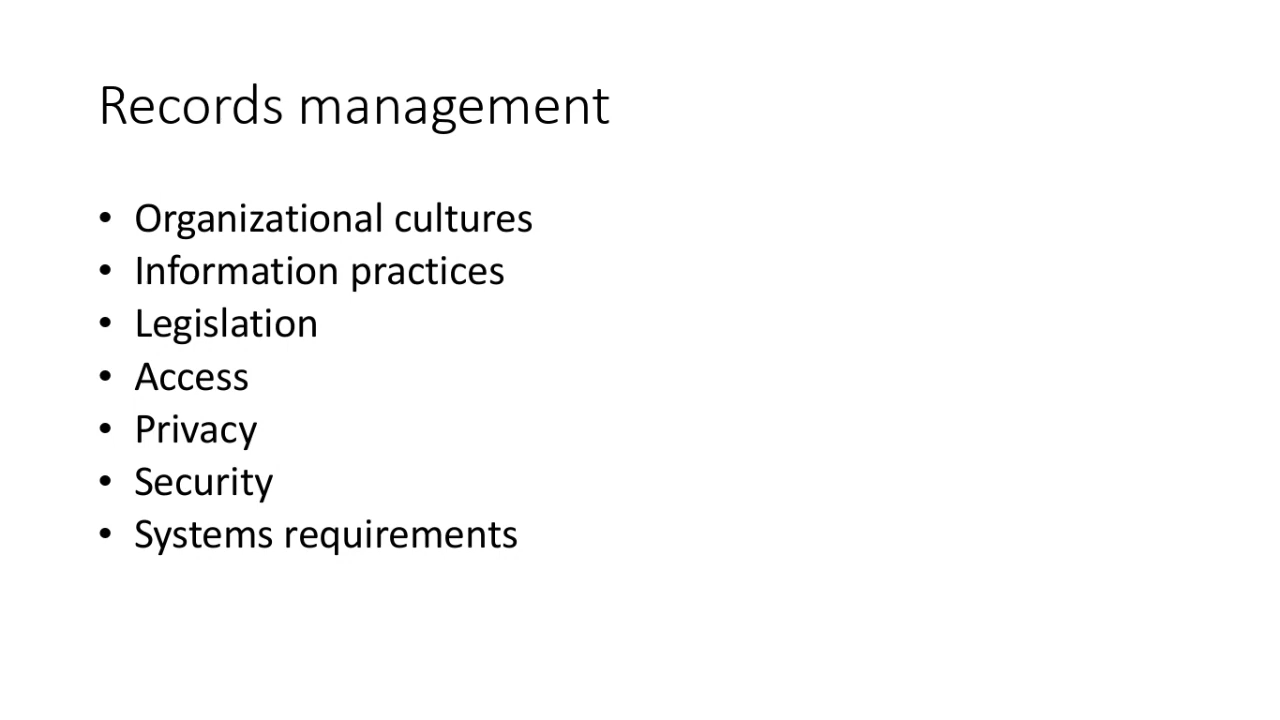 Records management
• Organizational cultures
• Information practices
• Legislation
• Access
• Privacy
• Security
• Systems requirements